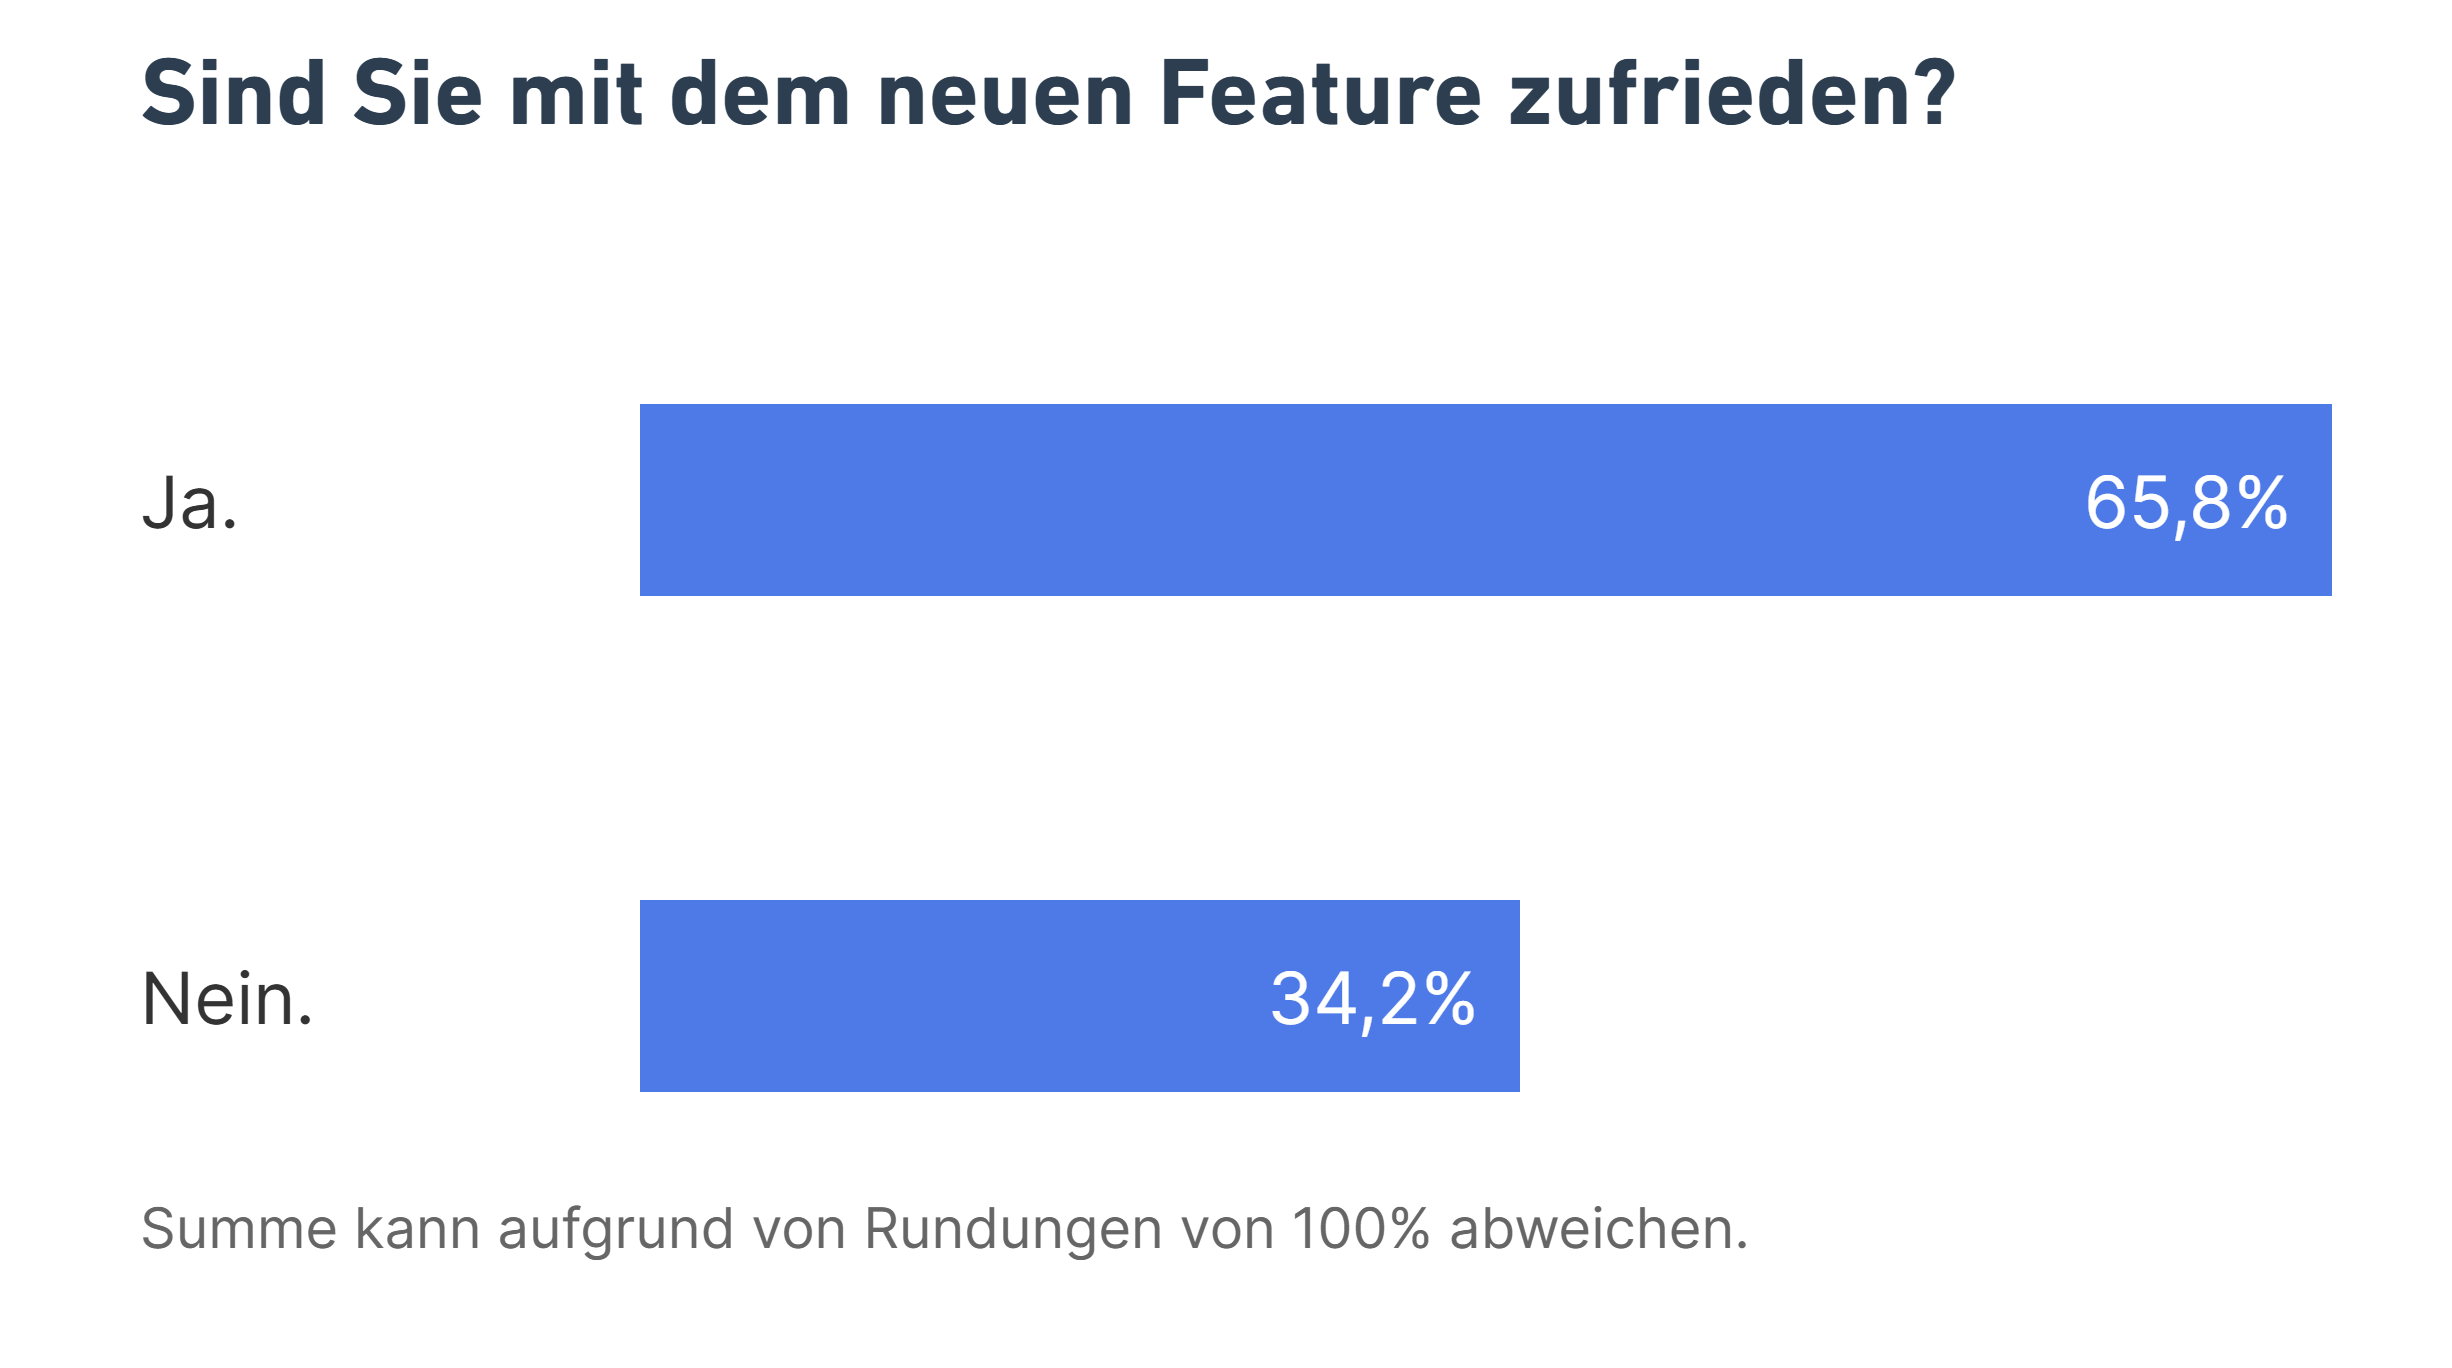 Sind Sie mit dem neuen Feature zufrieden?
Ja.
65,8%
Nein.
34,2%
Summe kann aufgrund von Rundungen von 100% abweichen.